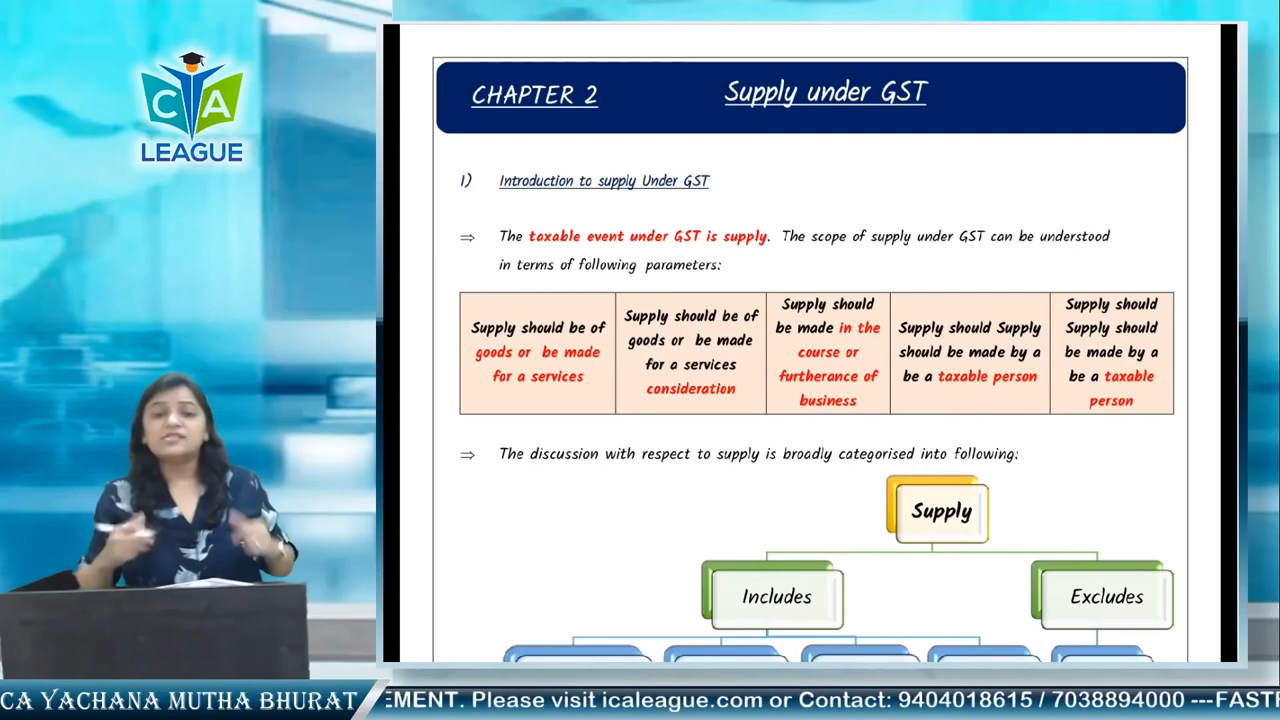 CA
LEAGUE
CHAPTER 2
Supply under GST
1) Introduction to supply Under GST
⇒ The taxable event under GST is supply. The scope of supply under GST can be understood
in terms of following parameters:
Supply should be of
goods or be made
for a services
Supply should be of
goods or be made
for a services
consideration
Supply should
be made in the
course or
furtherance of
business
Supply should Supply
should be made by a
be a taxable person
Supply should
Supply should
be made by a
be a taxable
person
⇒ The discussion with respect to supply is broadly categorised into following:
Supply
Includes
Excludes
CA YACHANA MUTHA BHURAT
EMENT. Please visit icaleague.com or Contact: 9404018615 / 7038894000 ---FAST